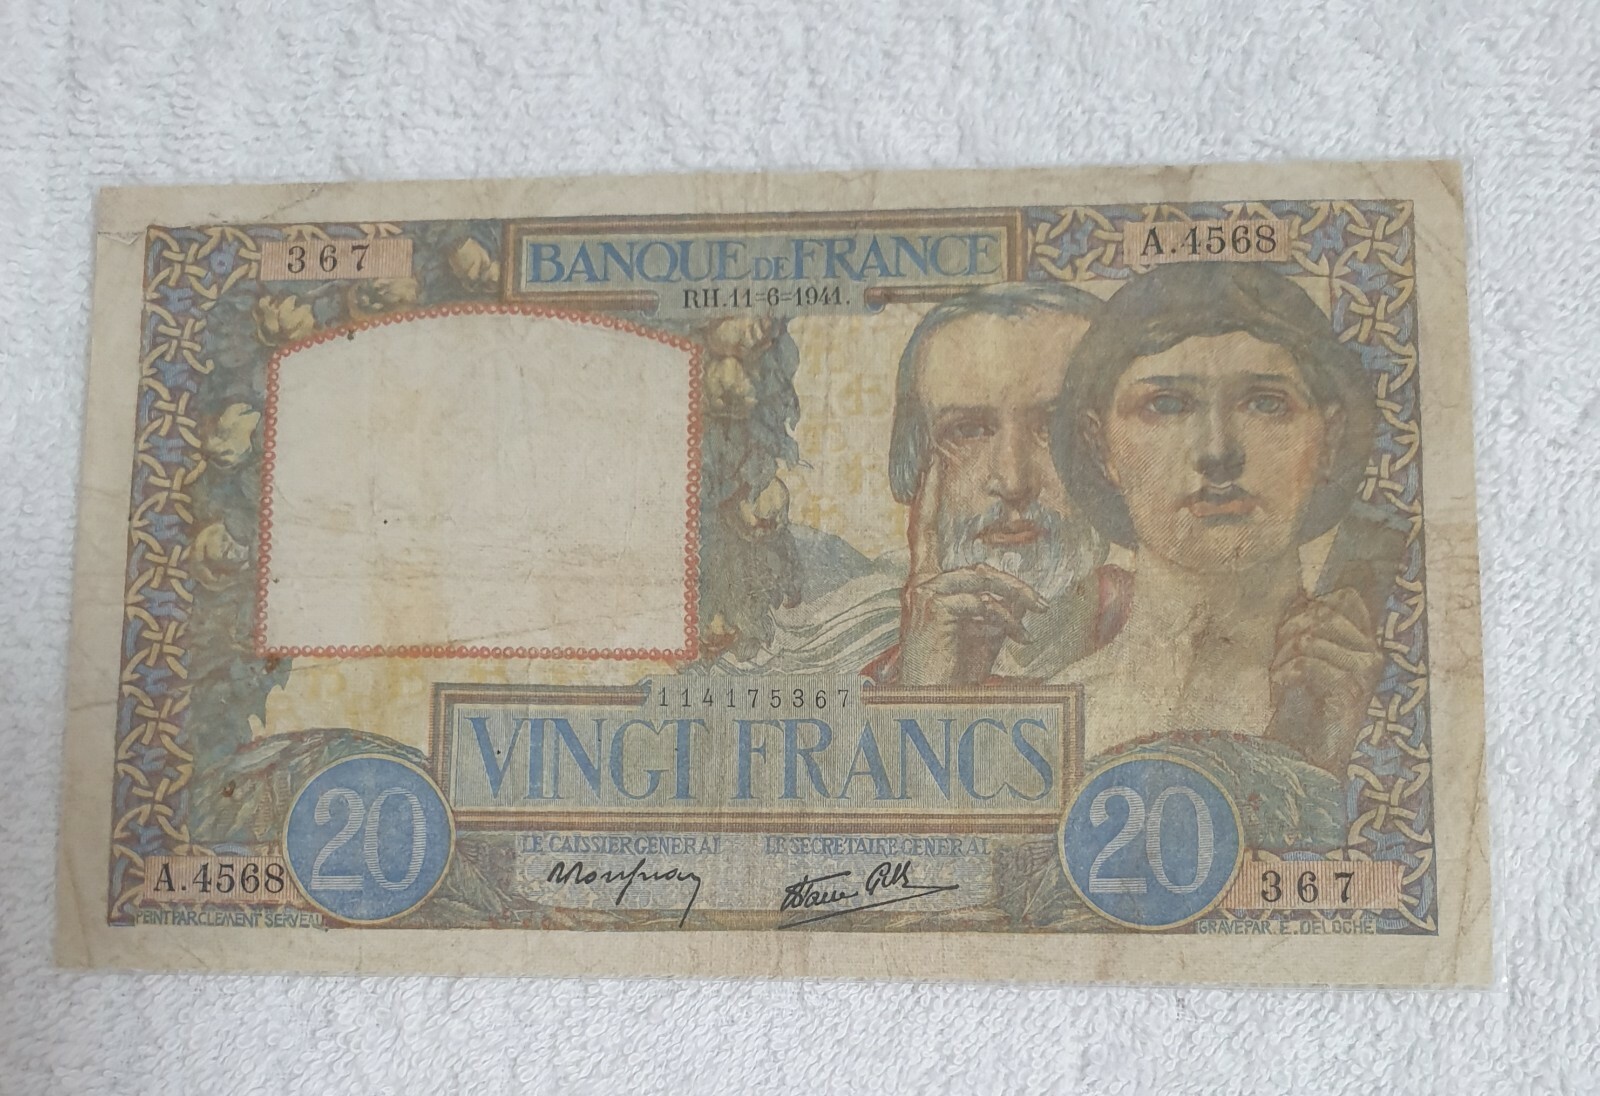 367
BANQUE DE FRANCE
A.4568
RH.11=6=1941.
114175367
VINGT FRANCS
20
20
LE CAISSIER GENERAL
LE SECRETAIRE GENERAL
A.4568
367
PEINT PAR CLEMENT SERVEAU
GRAVE PAR E. DELOCHE